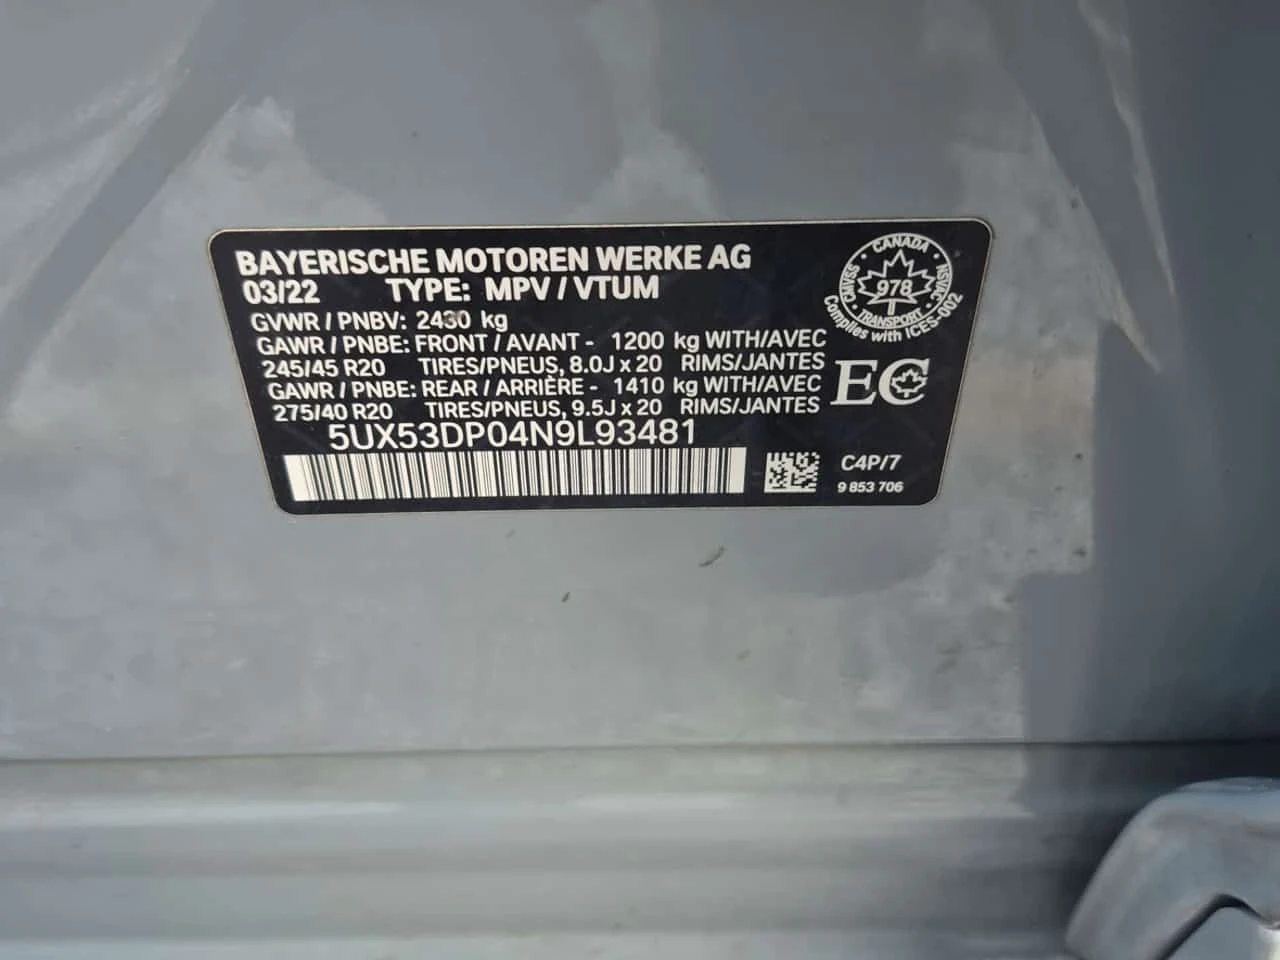 BAYERISCHE MOTOREN WERKE AG
03/22 TYPE: MPV / VTUM
GVWR / PNBV: 2430 kg
GAWR / PNBE: FRONT / AVANT - 1200 kg WITH/AVEC
245/45 R20 TIRES/PNEUS, 8.0J x 20 RIMS/JANTES
GAWR / PNBE: REAR / ARRIÈRE - 1410 kg WITH/AVEC
275/40 R20 TIRES/PNEUS, 9.5J x 20 RIMS/JANTES
5UX53DP04N9L93481
CANADA
CMVSS
978
NSVAC
TRANSPORT
Complies with ICES-002
EC
C4P/7
9 853 706